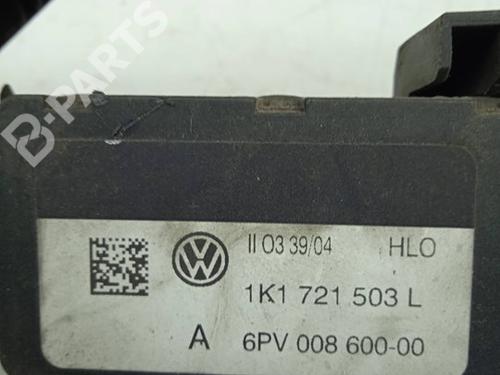 B-PARTS
II 03 39/04 HLO
1K1 721 503 L
A 6PV 008 600-00